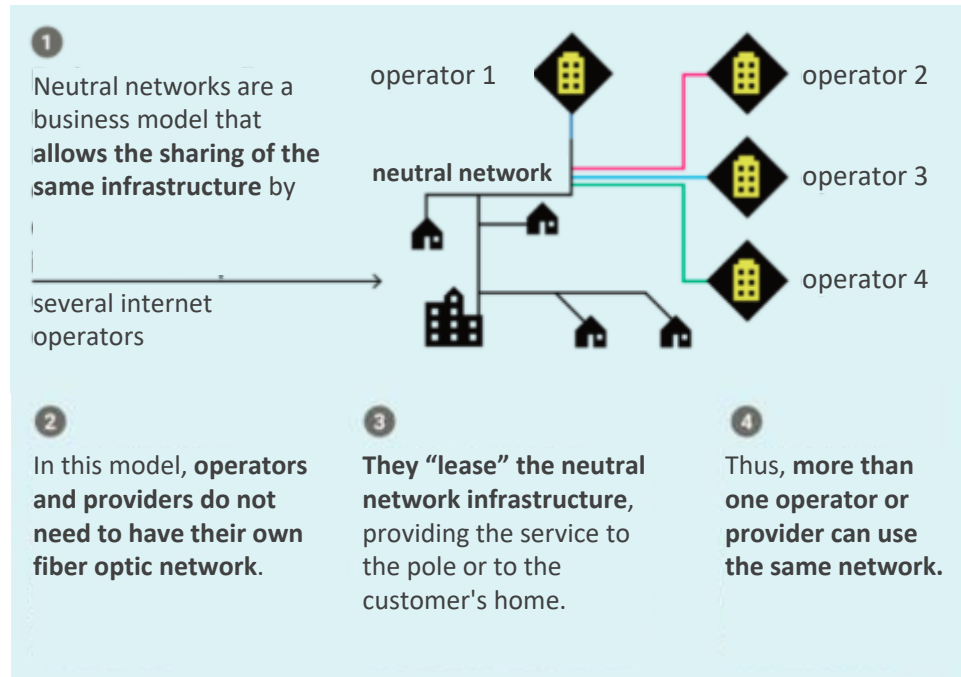 1
Neutral networks are a
business model that
allows the sharing of the
same infrastructure by
several internet
operators
operator 1
operator 2
neutral network
operator 3
operator 4
2
In this model, operators
and providers do not
need to have their own
fiber optic network.
3
They “lease” the neutral
network infrastructure,
providing the service to
the pole or to the
customer's home.
4
Thus, more than
one operator or
provider can use
the same network.